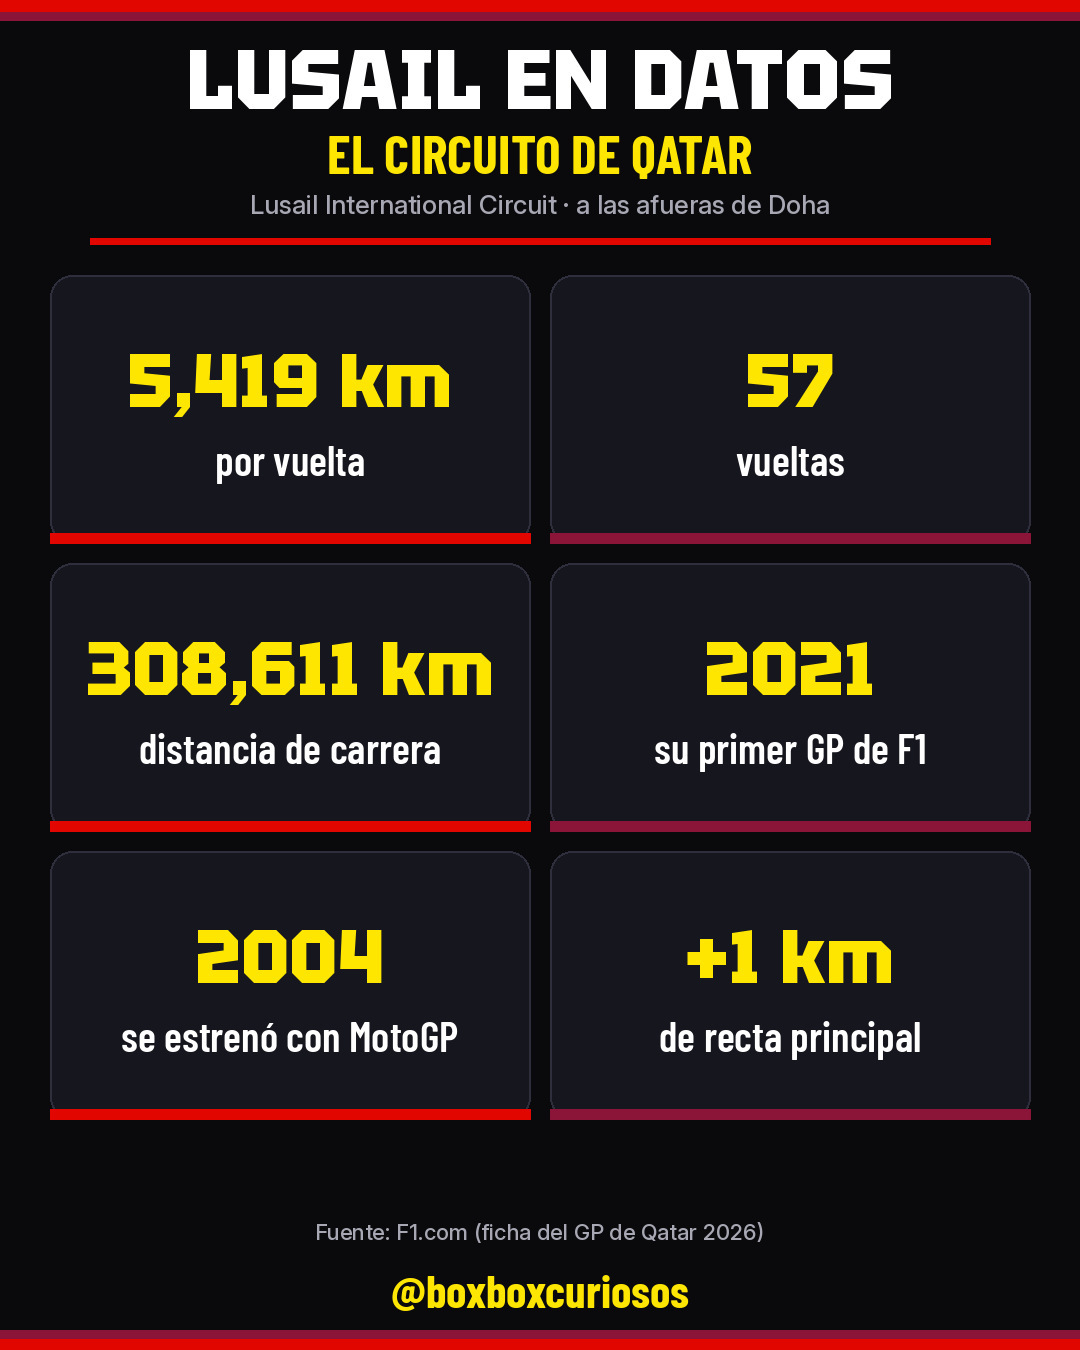 LUSAIL EN DATOS
EL CIRCUITO DE QATAR
Lusail International Circuit · a las afueras de Doha
5,419 km
por vuelta
57
vueltas
308,611 km
distancia de carrera
2021
su primer GP de F1
2004
se estrenó con MotoGP
+1 km
de recta principal
Fuente: F1.com (ficha del GP de Qatar 2026)
@boxboxcuriosos